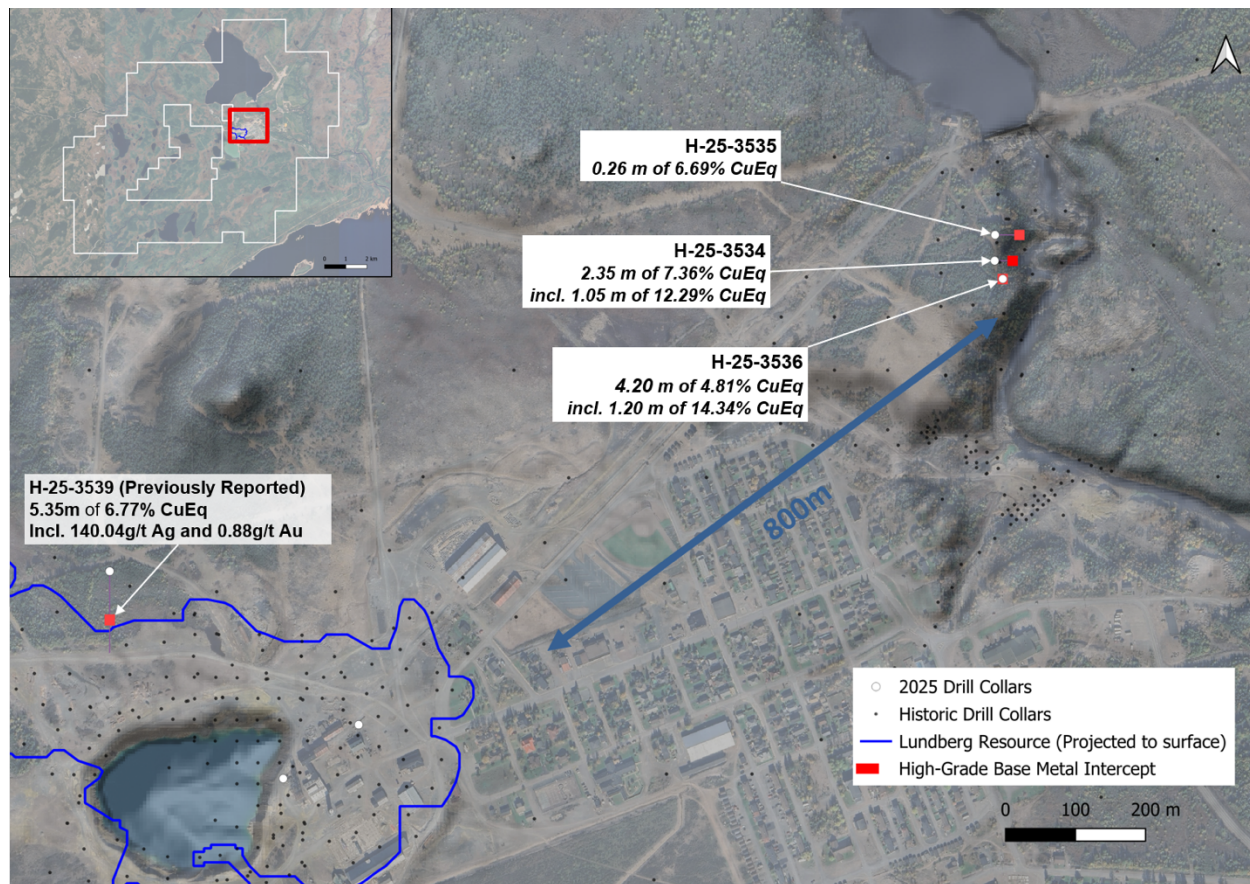 0 1 2 km
H-25-3535
0.26 m of 6.69% CuEq
H-25-3534
2.35 m of 7.36% CuEq
incl. 1.05 m of 12.29% CuEq
H-25-3536
4.20 m of 4.81% CuEq
incl. 1.20 m of 14.34% CuEq
800m
H-25-3539 (Previously Reported)
5.35m of 6.77% CuEq
Incl. 140.04g/t Ag and 0.88g/t Au
2025 Drill Collars
Historic Drill Collars
Lundberg Resource (Projected to surface)
High-Grade Base Metal Intercept
0 100 200 m